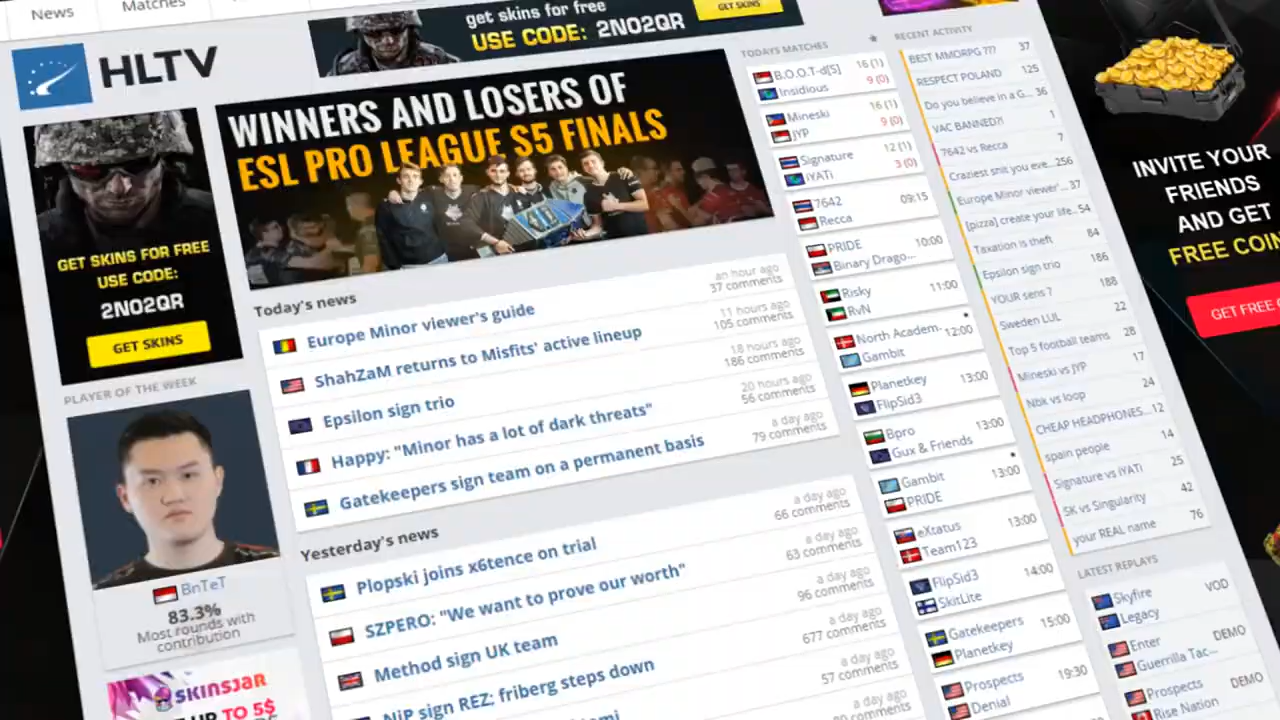 News
Matches
HLTV
get skins for free
USE CODE: 2N02QR
GET SKINS
GET SKINS FOR FREE
USE CODE:
2N02QR
GET SKINS
PLAYER OF THE WEEK
BnTeT
83.3%
Most rounds with
contribution
SKINSJAR
UP TO 5$
WINNERS AND LOSERS OF
ESL PRO LEAGUE S5 FINALS
Today's news
Europe Minor viewer's guide
an hour ago
37 comments
ShahZaM returns to Misfits' active lineup
11 hours ago
105 comments
Epsilon sign trio
18 hours ago
186 comments
Happy: "Minor has a lot of dark threats"
20 hours ago
56 comments
Gatekeepers sign team on a permanent basis
a day ago
79 comments
Yesterday's news
Plopski joins x6tence on trial
a day ago
66 comments
SZPERO: "We want to prove our worth"
a day ago
63 comments
Method sign UK team
a day ago
96 comments
NiP sign REZ; friberg steps down
a day ago
677 comments
a day ago
57 comments
a day ago
TODAYS MATCHES
B.O.O.T-d[S] 16 (1)
Insidious 9 (0)
Mineski 16 (1)
JYP 9 (0)
Signature 12 (1)
iYATi 3 (0)
7642 09:15
Recca
PRIDE 10:00
Binary Drago...
Risky 11:00
RvN
North Academ... 12:00
Gambit
Planetkey 13:00
FlipSid3
Bpro 13:00
Gux & Friends
Gambit 13:00
PRIDE
eXtatus 13:00
Team123
FlipSid3 14:00
SkitLite
Gatekeepers 15:00
Planetkey
Prospects 19:30
Denial
RECENT ACTIVITY
BEST MMORPG ??? 37
RESPECT POLAND 125
Do you believe in a G... 36
VAC BANNED?! 1
7642 vs Recca 7
Craziest shit you eve... 256
Europe Minor viewer'... 37
[pizza] create your life... 54
Taxation is theft 84
Epsilon sign trio 186
YOUR sens ? 188
Sweden LUL 22
Top 5 football teams 28
Mineski vs JYP 17
Nbk vs loop 24
CHEAP HEADPHONES... 12
spain people 14
Signature vs iYATi 25
SK vs Singularity 42
your REAL name 76
LATEST REPLAYS
Skyfire VOD
Legacy
Enter DEMO
Guerrilla Tac...
Prospects DEMO
Rise Nation
INVITE YOUR
FRIENDS
AND GET
FREE COIN
GET FREE